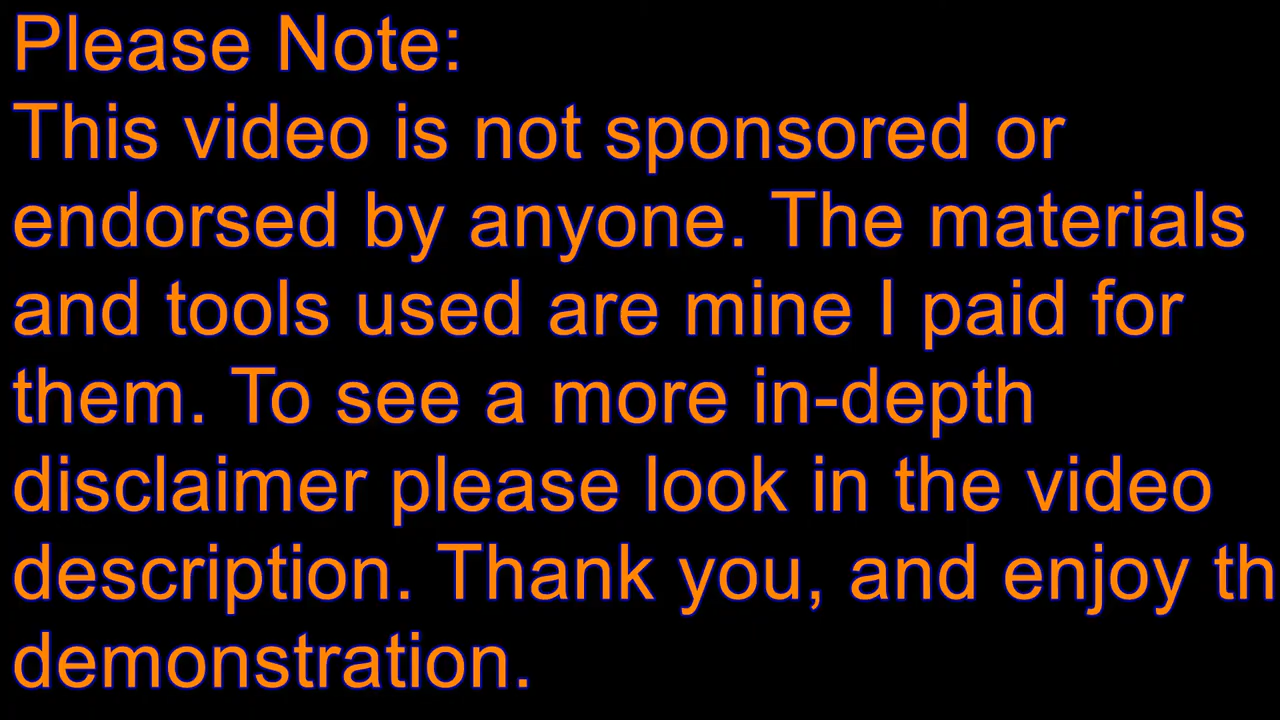 Please Note:
This video is not sponsored or
endorsed by anyone. The materials
and tools used are mine I paid for
them. To see a more in-depth
disclaimer please look in the video
description. Thank you, and enjoy th
demonstration.